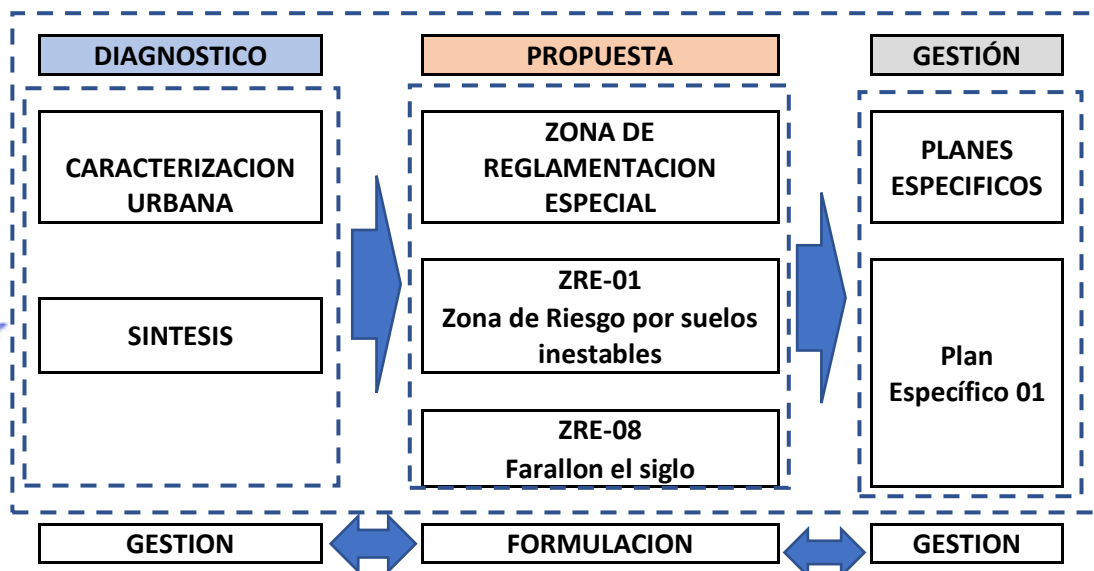 DIAGNOSTICO
PROPUESTA
GESTIÓN
CARACTERIZACION
URBANA
SINTESIS
ZONA DE
REGLAMENTACION
ESPECIAL
ZRE-01
Zona de Riesgo por suelos
inestables
ZRE-08
Farallon el siglo
PLANES
ESPECIFICOS
Plan
Específico 01
GESTION
FORMULACION
GESTION